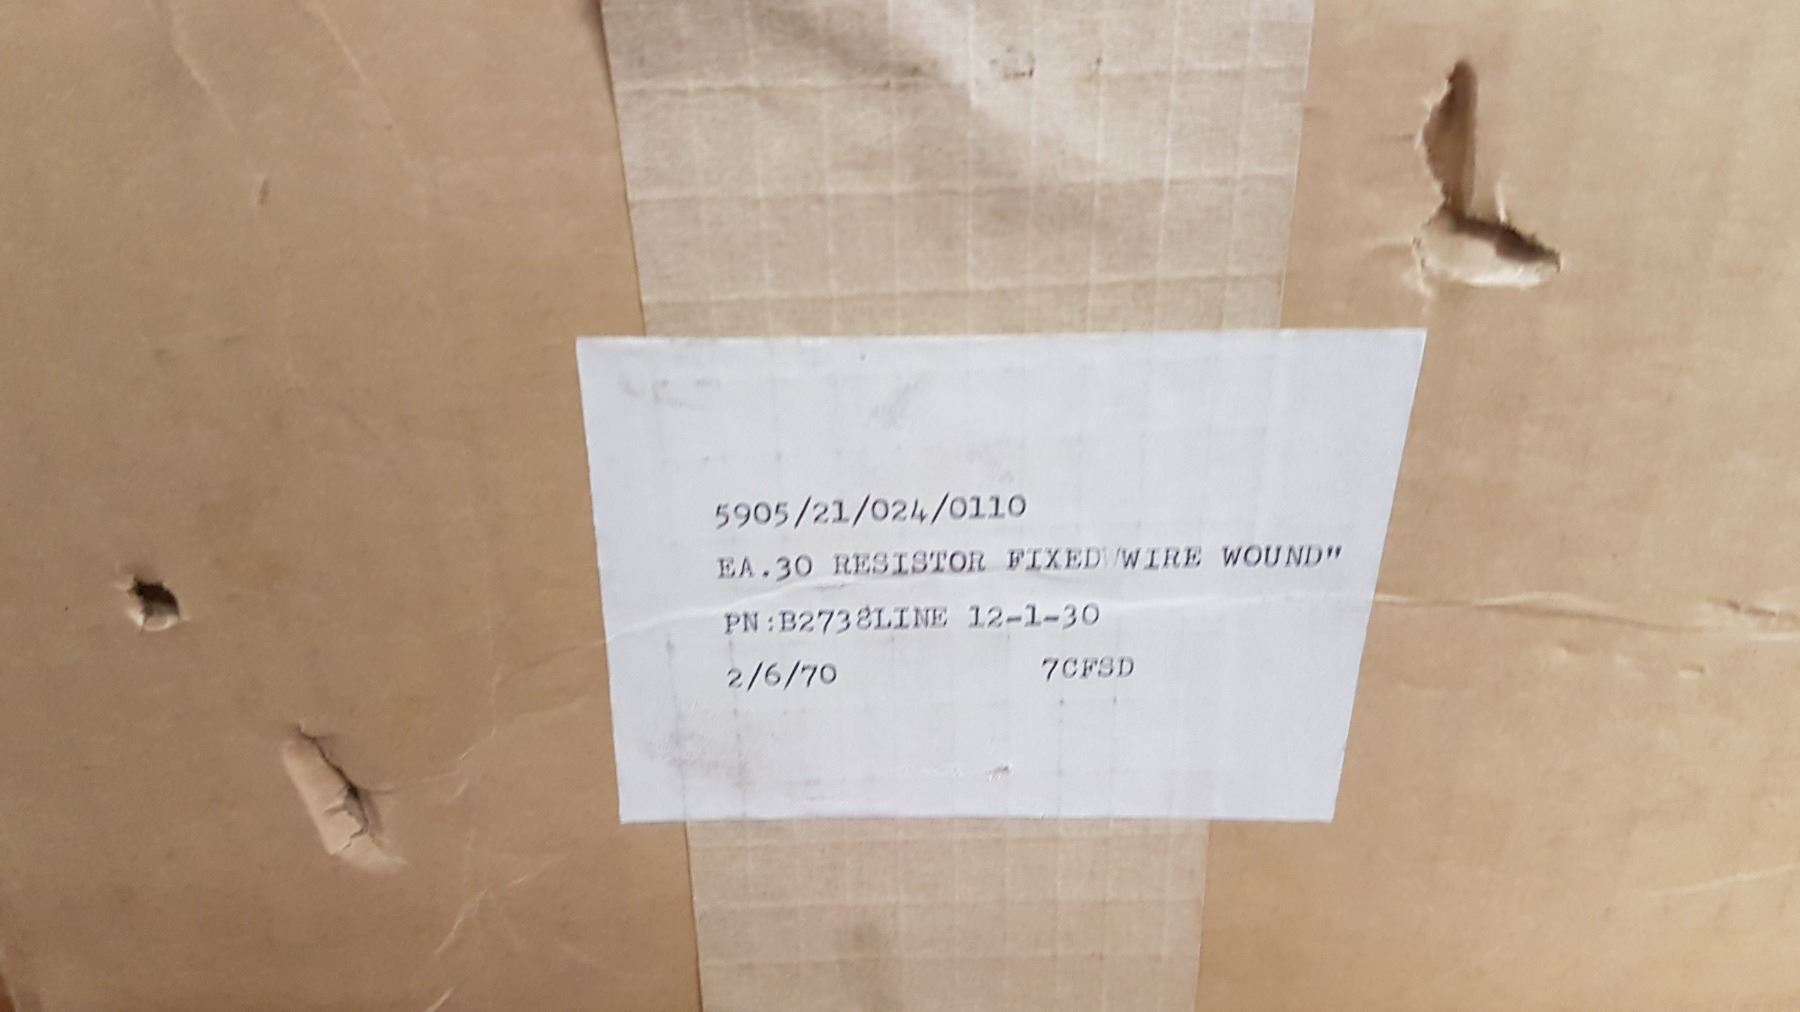 5905/21/024/0110
EA.30 RESISTOR FIXED "WIRE WOUND"
PN:B2738LINE 12-1-30
2/6/70 7CFSD